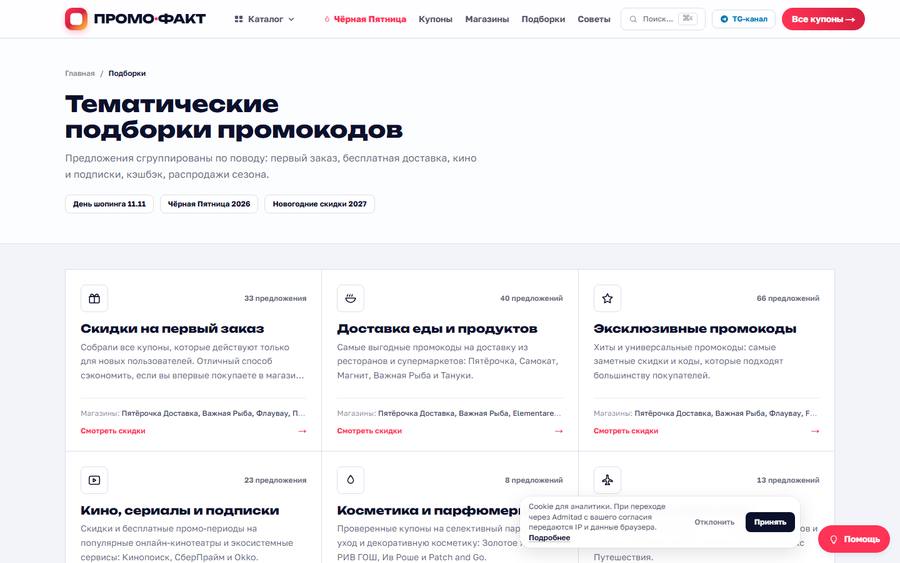 ПРОМО·ФАКТ
Каталог
Чёрная Пятница
Купоны
Магазины
Подборки
Советы
Поиск...
⌘K
TG-канал
Все купоны →
Главная / Подборки
Тематические
подборки промокодов
Предложения сгруппированы по поводу: первый заказ, бесплатная доставка, кино
и подписки, кэшбэк, распродажи сезона.
День шопинга 11.11
Чёрная Пятница 2026
Новогодние скидки 2027
33 предложения
Скидки на первый заказ
Собрали все купоны, которые действуют только
для новых пользователей. Отличный способ
сэкономить, если вы впервые покупаете в магази...
Магазины: Пятёрочка Доставка, Важная Рыба, Флаувау, П...
Смотреть скидки →
40 предложений
Доставка еды и продуктов
Самые выгодные промокоды на доставку из
ресторанов и супермаркетов: Пятёрочка, Самокат,
Магнит, Важная Рыба и Тануки.
Магазины: Пятёрочка Доставка, Важная Рыба, Elementare...
Смотреть скидки →
66 предложений
Эксклюзивные промокоды
Хиты и универсальные промокоды: самые
заметные скидки и коды, которые подходят
большинству покупателей.
Магазины: Пятёрочка Доставка, Важная Рыба, Флаувау, F...
Смотреть скидки →
23 предложения
Кино, сериалы и подписки
Скидки и бесплатные промо-периоды на
популярные онлайн-кинотеатры и экосистемные
сервисы: Кинопоиск, СберПрайм и Okko.
8 предложений
Косметика и парфюмер
Проверенные купоны на селективный пар
уход и декоративную косметику: Золотое
РИВ ГОШ, Ив Роше и Patch and Go.
13 предложений
Путешествия.
Cookie для аналитики. При переходе
через Admitad с вашего согласия
передаются IP и данные браузера.
Подробнее
Отклонить
Принять
Помощь